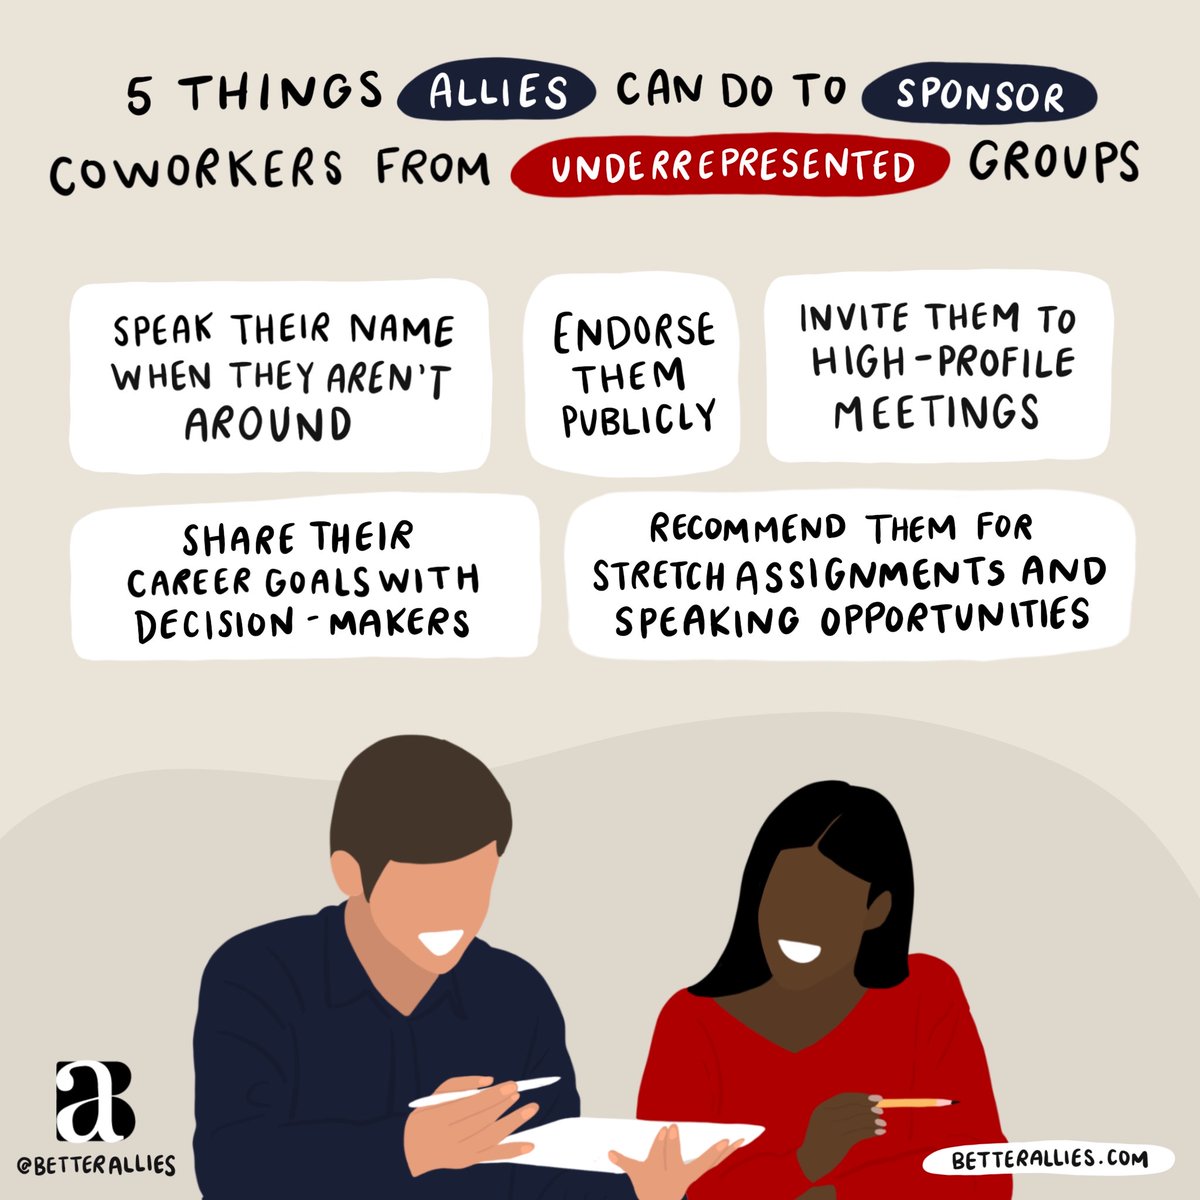 5 THINGS ALLIES CAN DO TO SPONSOR
COWORKERS FROM UNDERREPRESENTED GROUPS
SPEAK THEIR NAME
WHEN THEY AREN'T
AROUND
ENDORSE
THEM
PUBLICLY
INVITE THEM TO
HIGH-PROFILE
MEETINGS
SHARE THEIR
CAREER GOALS WITH
DECISION-MAKERS
RECOMMEND THEM FOR
STRETCH ASSIGNMENTS AND
SPEAKING OPPORTUNITIES
aB
@BETTERALLIES
BETTERALLIES.COM